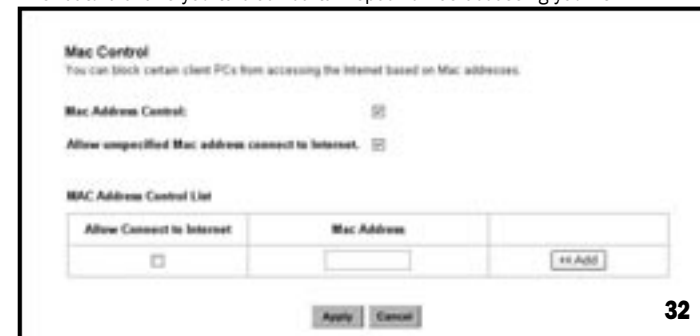 Mac Control
You can block certain client PCs from accessing the Internet based on Mac addresses.
Mac Address Control:
Allow unspecified Mac address connect to Internet.
MAC Address Control List
Allow Connect to Internet Mac Address
<< Add
Apply Cancel
32